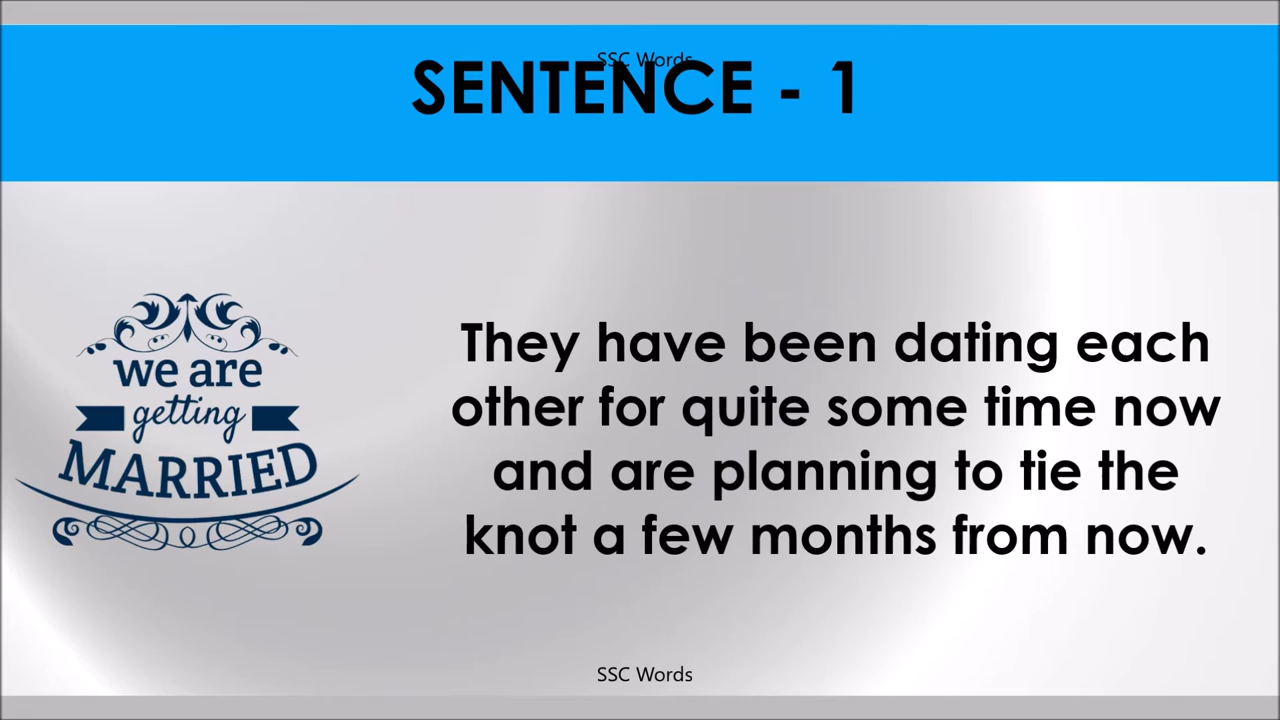 SSC Words
SENTENCE - 1
we are
getting
MARRIED
They have been dating each
other for quite some time now
and are planning to tie the
knot a few months from now.
SSC Words